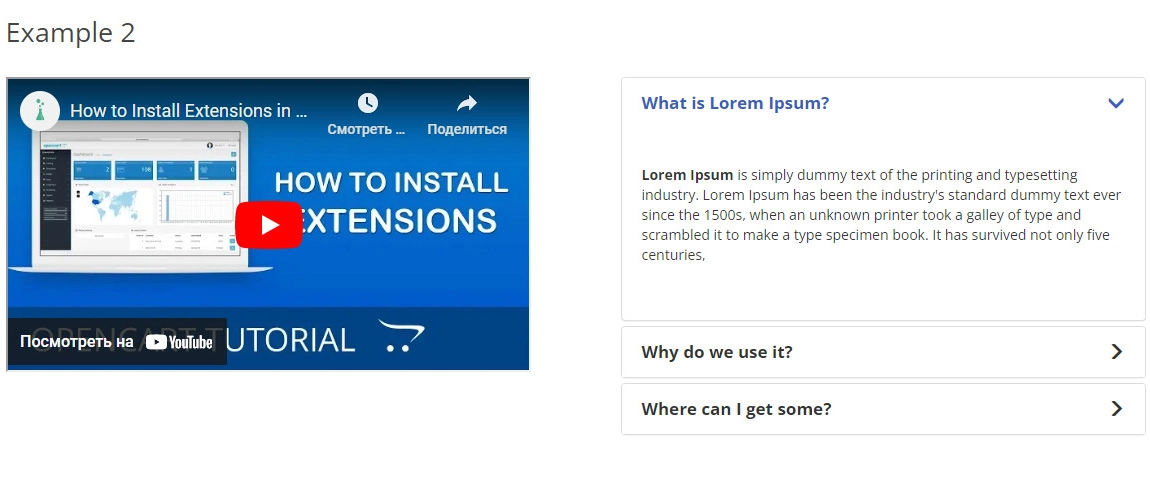 Example 2
How to Install Extensions in ...
Смотреть ...
Поделиться
HOW TO INSTALL
EXTENSIONS
OPENCART TUTORIAL
Посмотреть на YouTube
What is Lorem Ipsum?
Lorem Ipsum is simply dummy text of the printing and typesetting
industry. Lorem Ipsum has been the industry's standard dummy text ever
since the 1500s, when an unknown printer took a galley of type and
scrambled it to make a type specimen book. It has survived not only five
centuries,
Why do we use it?
Where can I get some?